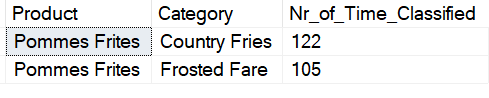 Product Category Nr_of_Time_Classified
Pommes Frites Country Fries 122
Pommes Frites Frosted Fare 105